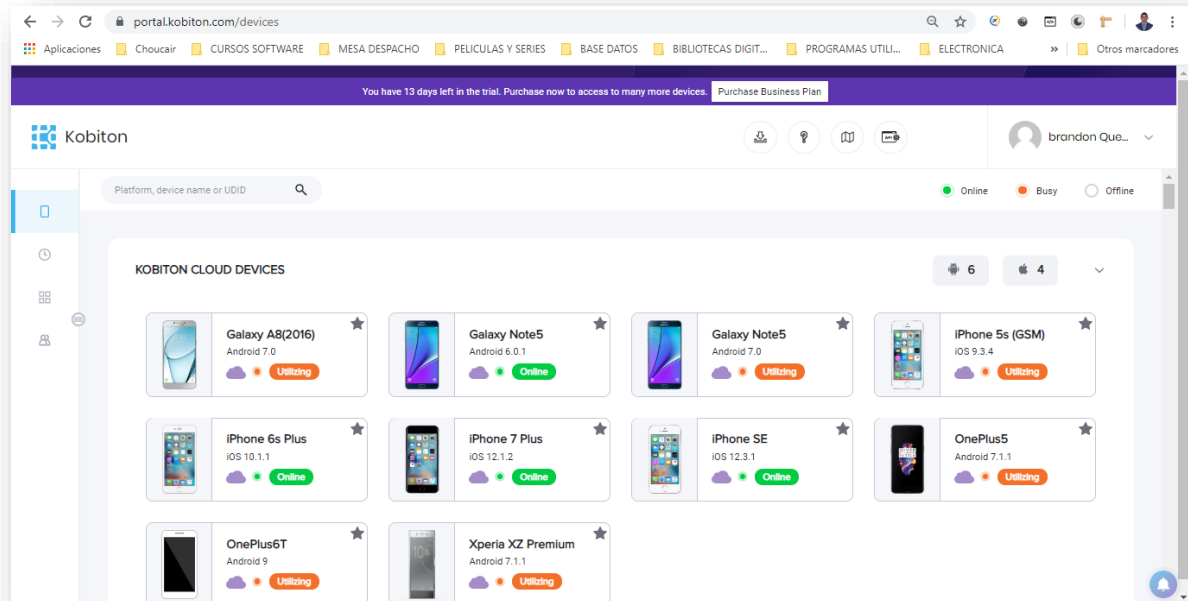 portal.kobiton.com/devices
Aplicaciones Choucair CURSOS SOFTWARE MESA DESPACHO PELICULAS Y SERIES BASE DATOS BIBLIOTECAS DIGIT... PROGRAMAS UTILI... ELECTRONICA » Otros marcadores
You have 13 days left in the trial. Purchase now to access to many more devices. Purchase Business Plan
Kobiton
API
brandon Que...
Platform, device name or UDID
Online Busy Offline
KOBITON CLOUD DEVICES
6 4
Galaxy A8(2016)
Android 7.0
Utilizing
Galaxy Note5
Android 6.0.1
Online
Galaxy Note5
Android 7.0
Utilizing
iPhone 5s (GSM)
iOS 9.3.4
Utilizing
iPhone 6s Plus
iOS 10.1.1
Online
iPhone 7 Plus
iOS 12.1.2
Online
iPhone SE
iOS 12.3.1
Online
OnePlus5
Android 7.1.1
Utilizing
OnePlus6T
Android 9
Utilizing
Xperia XZ Premium
Android 7.1.1
Utilizing